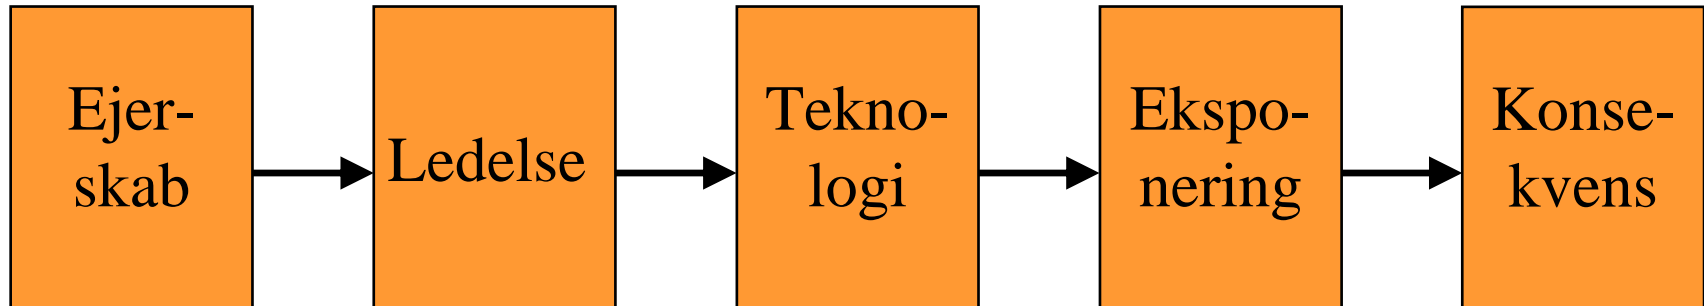 Ejer-
skab
Ledelse
Tekno-
logi
Ekspo-
nering
Konse-
kvens